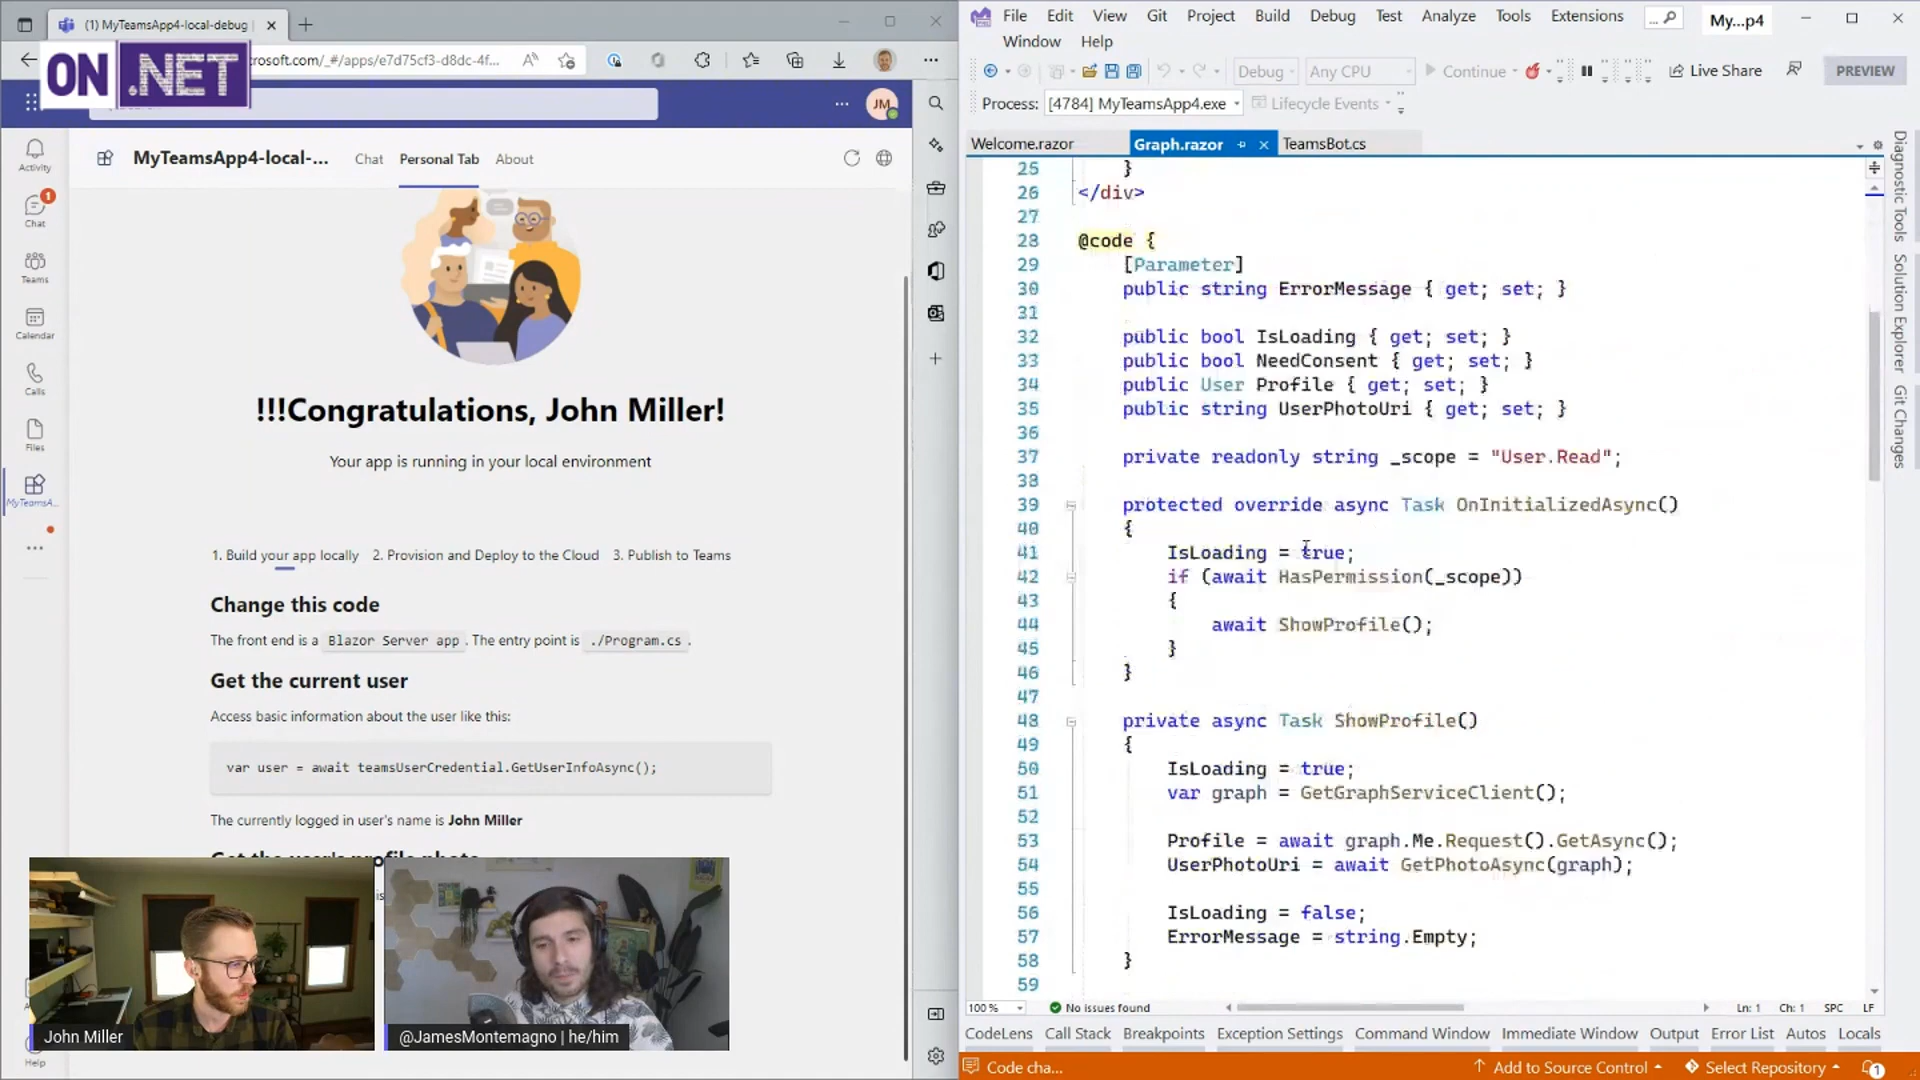 (1) MyTeamsApp4-local-debug |
ON .NET
rosoft.com/_#/apps/e7d75cf3-d8dc-4f...
JM
Activity
1
Chat
Teams
Calendar
Calls
Files
MyTeamsA...
Help
MyTeamsApp4-local-...
Chat
Personal Tab
About
!!!Congratulations, John Miller!
Your app is running in your local environment
1. Build your app locally 2. Provision and Deploy to the Cloud 3. Publish to Teams
Change this code
The front end is a Blazor Server app. The entry point is ./Program.cs.
Get the current user
Access basic information about the user like this:
var user = await teamsUserCredential.GetUserInfoAsync();
The currently logged in user's name is John Miller
John Miller
@JamesMontemagno | he/him
File Edit View Git Project Build Debug Test Analyze Tools Extensions
Window Help
My...p4
Debug
Any CPU
Continue
Live Share
PREVIEW
Process: [4784] MyTeamsApp4.exe
Lifecycle Events
Welcome.razor
Graph.razor
TeamsBot.cs
25 }
26 </div>
27
28 @code {
29 [Parameter]
30 public string ErrorMessage { get; set; }
31
32 public bool IsLoading { get; set; }
33 public bool NeedConsent { get; set; }
34 public User Profile { get; set; }
35 public string UserPhotoUri { get; set; }
36
37 private readonly string _scope = "User.Read";
38
39 protected override async Task OnInitializedAsync()
40 {
41 IsLoading = true;
42 if (await HasPermission(_scope))
43 {
44 await ShowProfile();
45 }
46 }
47
48 private async Task ShowProfile()
49 {
50 IsLoading = true;
51 var graph = GetGraphServiceClient();
52
53 Profile = await graph.Me.Request().GetAsync();
54 UserPhotoUri = await GetPhotoAsync(graph);
55
56 IsLoading = false;
57 ErrorMessage = string.Empty;
58 }
59
Diagnostic Tools
Solution Explorer
Git Changes
100 %
No issues found
Ln: 1 Ch: 1 SPC LF
CodeLens Call Stack Breakpoints Exception Settings Command Window Immediate Window Output Error List Autos Locals
Code cha...
Add to Source Control
Select Repository
1